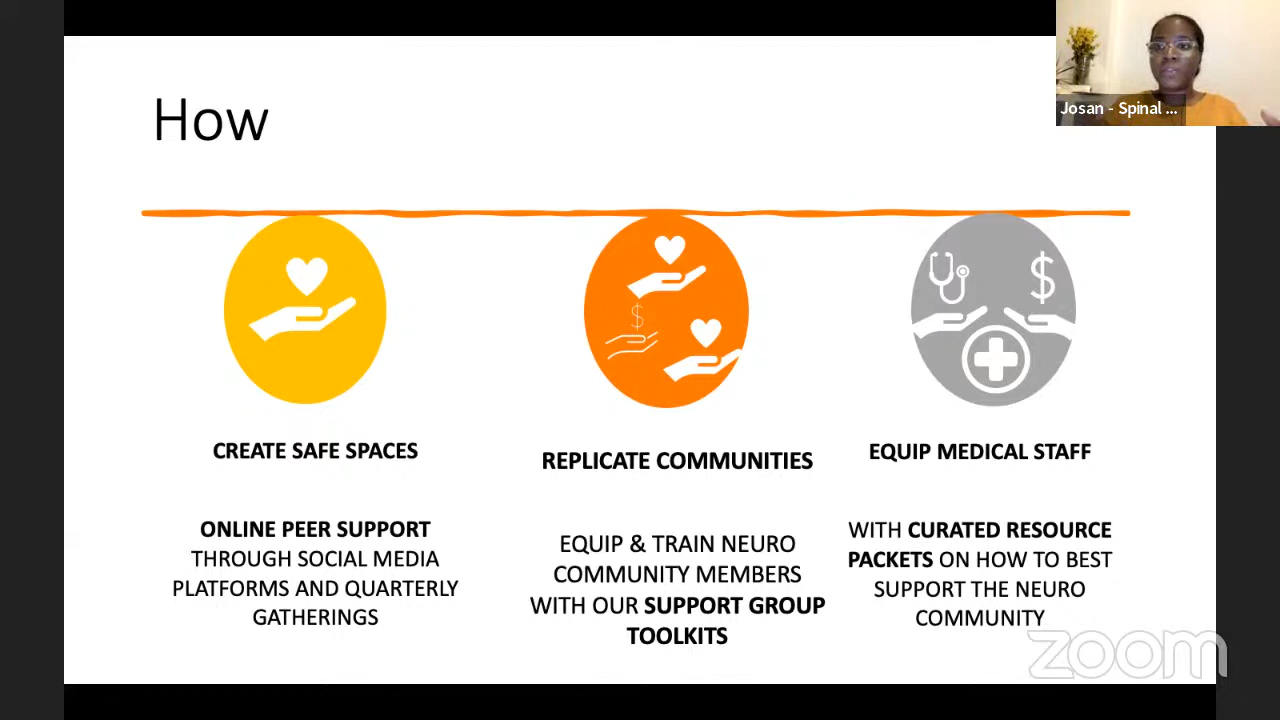 How
Josan - Spinal ...
$
$
CREATE SAFE SPACES
REPLICATE COMMUNITIES
EQUIP MEDICAL STAFF
ONLINE PEER SUPPORT
THROUGH SOCIAL MEDIA
PLATFORMS AND QUARTERLY
GATHERINGS
EQUIP & TRAIN NEURO
COMMUNITY MEMBERS
WITH OUR SUPPORT GROUP
TOOLKITS
WITH CURATED RESOURCE
PACKETS ON HOW TO BEST
SUPPORT THE NEURO
COMMUNITY
zoom